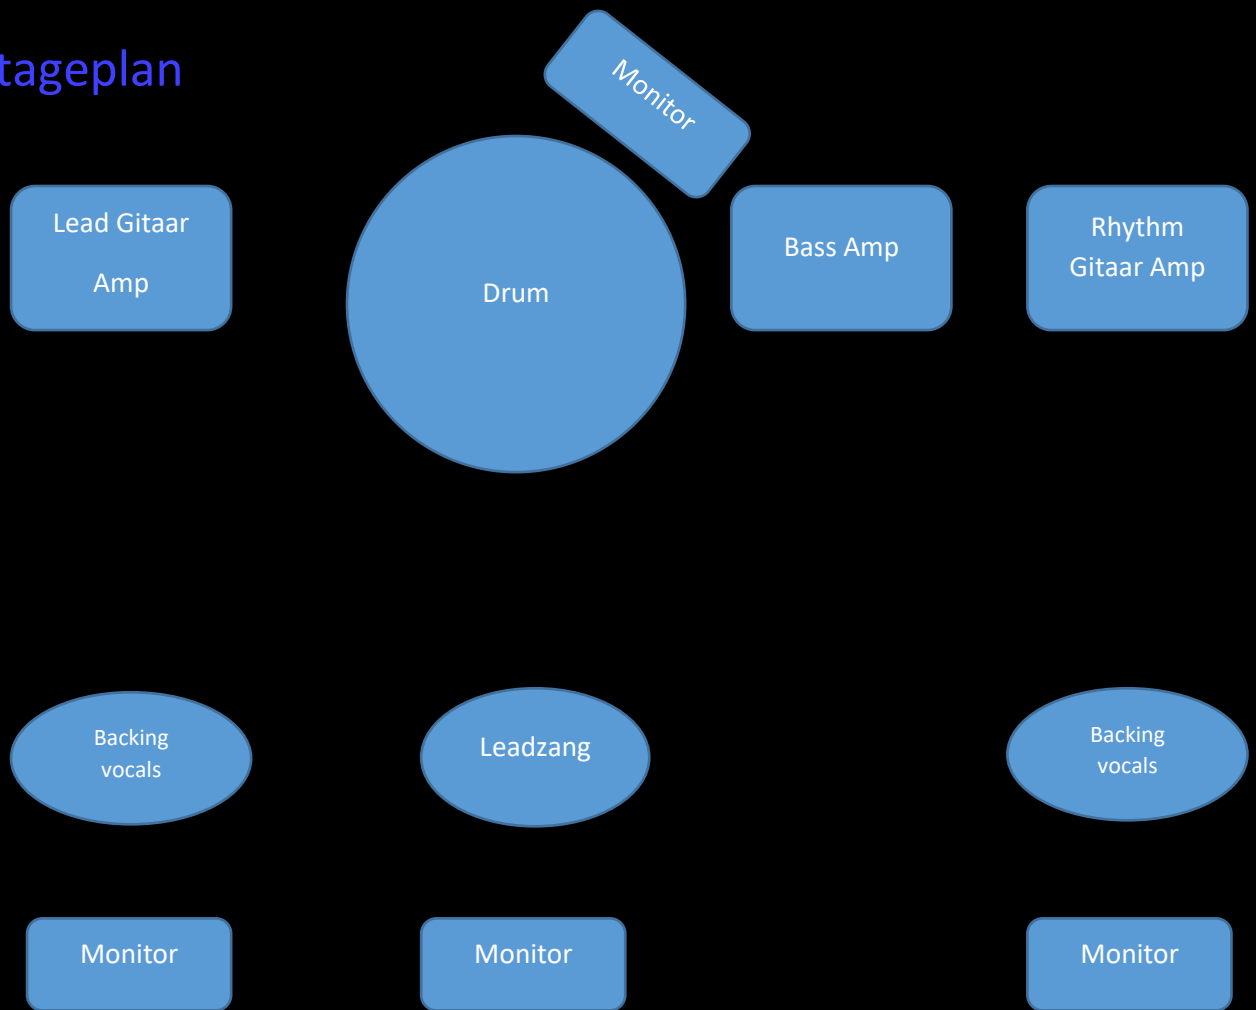 tageplan
Monitor
Lead Gitaar
Amp
Drum
Bass Amp
Rhythm
Gitaar Amp
Backing
vocals
Leadzang
Backing
vocals
Monitor
Monitor
Monitor